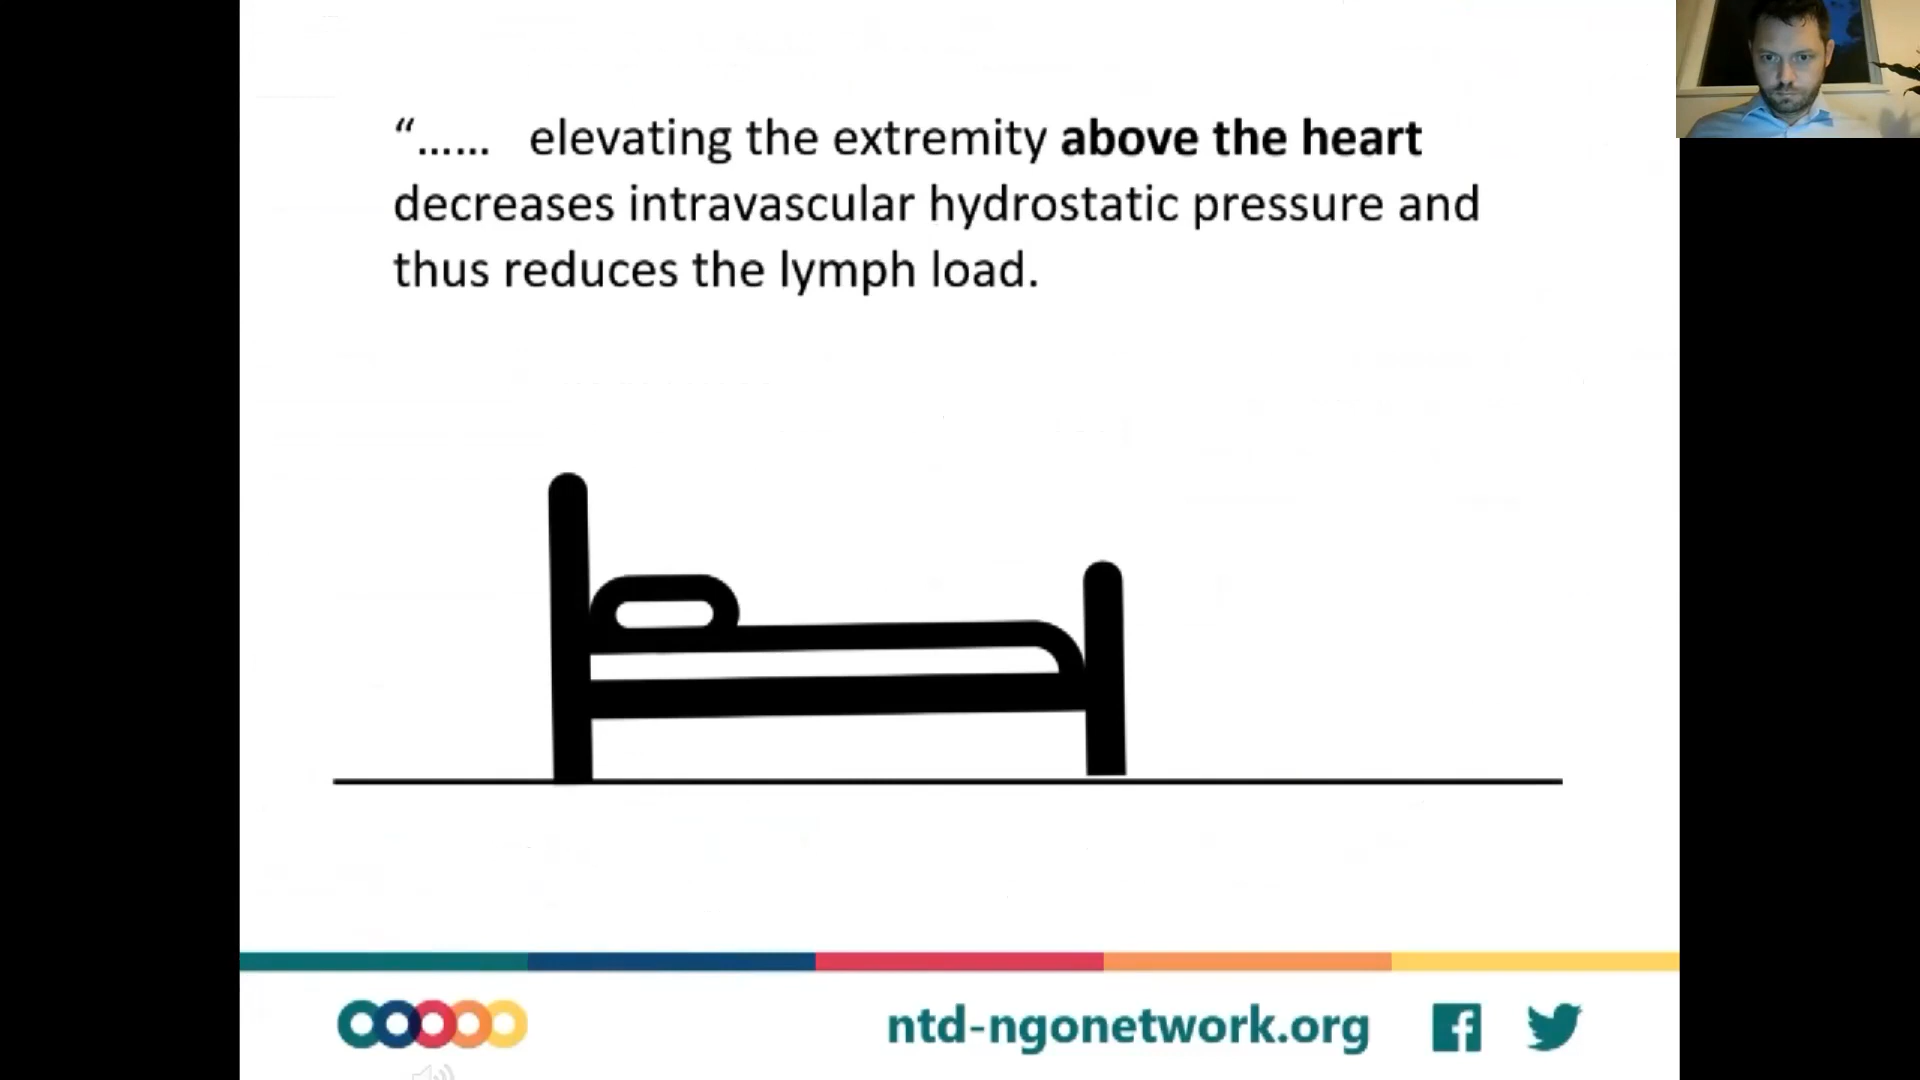 “...... elevating the extremity above the heart
decreases intravascular hydrostatic pressure and
thus reduces the lymph load.
ntd-ngonetwork.org